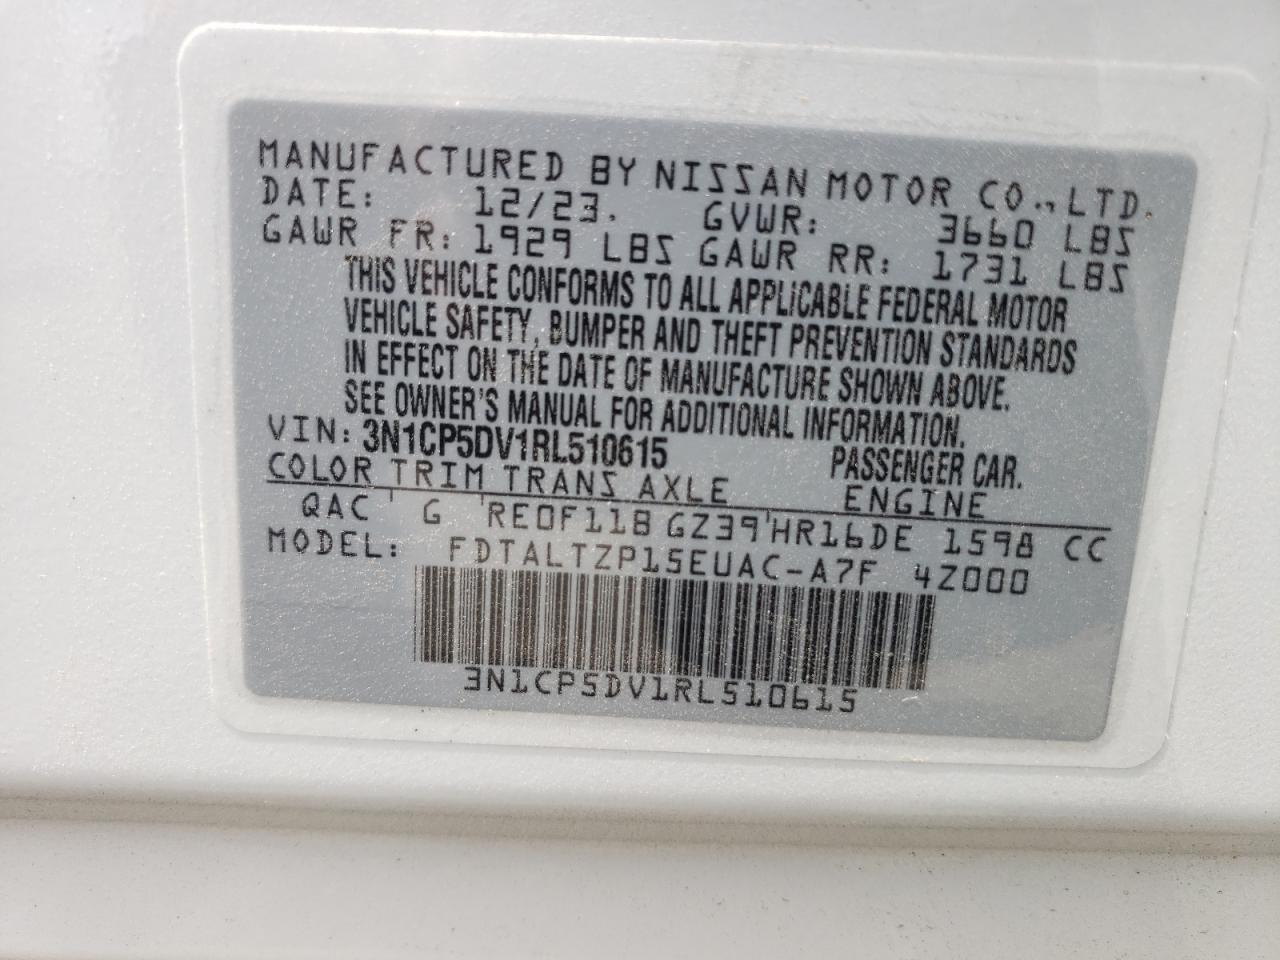 MANUFACTURED BY NISSAN MOTOR CO., LTD.
DATE: 12/23. GVWR: 3660 LBS
GAWR FR: 1929 LBS GAWR RR: 1731 LBS
THIS VEHICLE CONFORMS TO ALL APPLICABLE FEDERAL MOTOR
VEHICLE SAFETY, BUMPER AND THEFT PREVENTION STANDARDS
IN EFFECT ON THE DATE OF MANUFACTURE SHOWN ABOVE.
SEE OWNER'S MANUAL FOR ADDITIONAL INFORMATION.
VIN: 3N1CP5DV1RL510615 PASSENGER CAR.
COLOR TRIM TRANS AXLE ENGINE
QAC ' G 'RE0F11B GZ39'HR16DE 1598 CC
MODEL: FDTALTZP15EUAC-A7F 4Z000
3N1CP5DV1RL510615